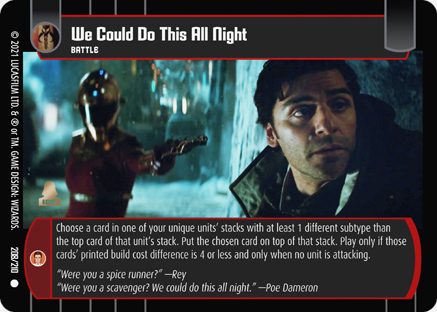 We Could Do This All Night
BATTLE
© 2021 LUCASFILM LTD. & ® or TM. GAME DESIGN: WIZARDS.
Choose a card in one of your unique units' stacks with at least 1 different subtype than
the top card of that unit's stack. Put the chosen card on top of that stack. Play only if those
cards' printed build cost difference is 4 or less and only when no unit is attacking.
"Were you a spice runner?" —Rey
"Were you a scavenger? We could do this all night." —Poe Dameron